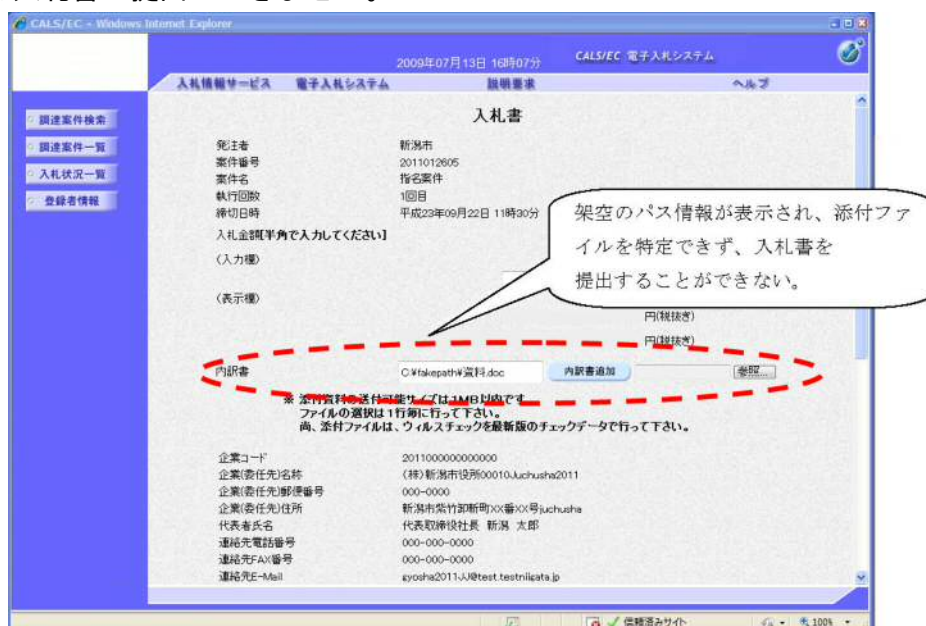 CALS/EC - Windows Internet Explorer
2009年07月13日 16時07分
CALS/EC 電子入札システム
入札情報サービス
電子入札システム
説明要求
ヘルプ
調達案件検索
調達案件一覧
入札状況一覧
登録者情報
入札書
発注者 新潟市
案件番号 2011012605
案件名 指名案件
執行回数 1回目
締切日時 平成23年09月22日 11時30分
入札金額[半角で入力してください]
(入力欄)
(表示欄)
円(税抜き)
円(税抜き)
架空のパス情報が表示され、添付ファ
イルを特定できず、入札書を
提出することができない。
内訳書 C:¥fakepath¥資料.doc 内訳書追加 参照...
※ 添付資料の送付可能サイズは1MB以内です
ファイルの選択は1行毎に行って下さい。
尚、添付ファイルは、ウィルスチェックを最新版のチェックデータで行って下さい。
企業コード 2011000000000000
企業(委任先)名称 (株)新潟市役所00010Juchusha2011
企業(委任先)郵便番号 000-0000
企業(委任先)住所 新潟市紫竹卸新町XX番XX号juchusha
代表者氏名 代表取締役社長 新潟 太郎
連絡先電話番号 000-000-0000
連絡先FAX番号 000-000-0000
連絡先E-Mail gyosha2011JJ@test.testniigata.jp
信頼済みサイト
100%